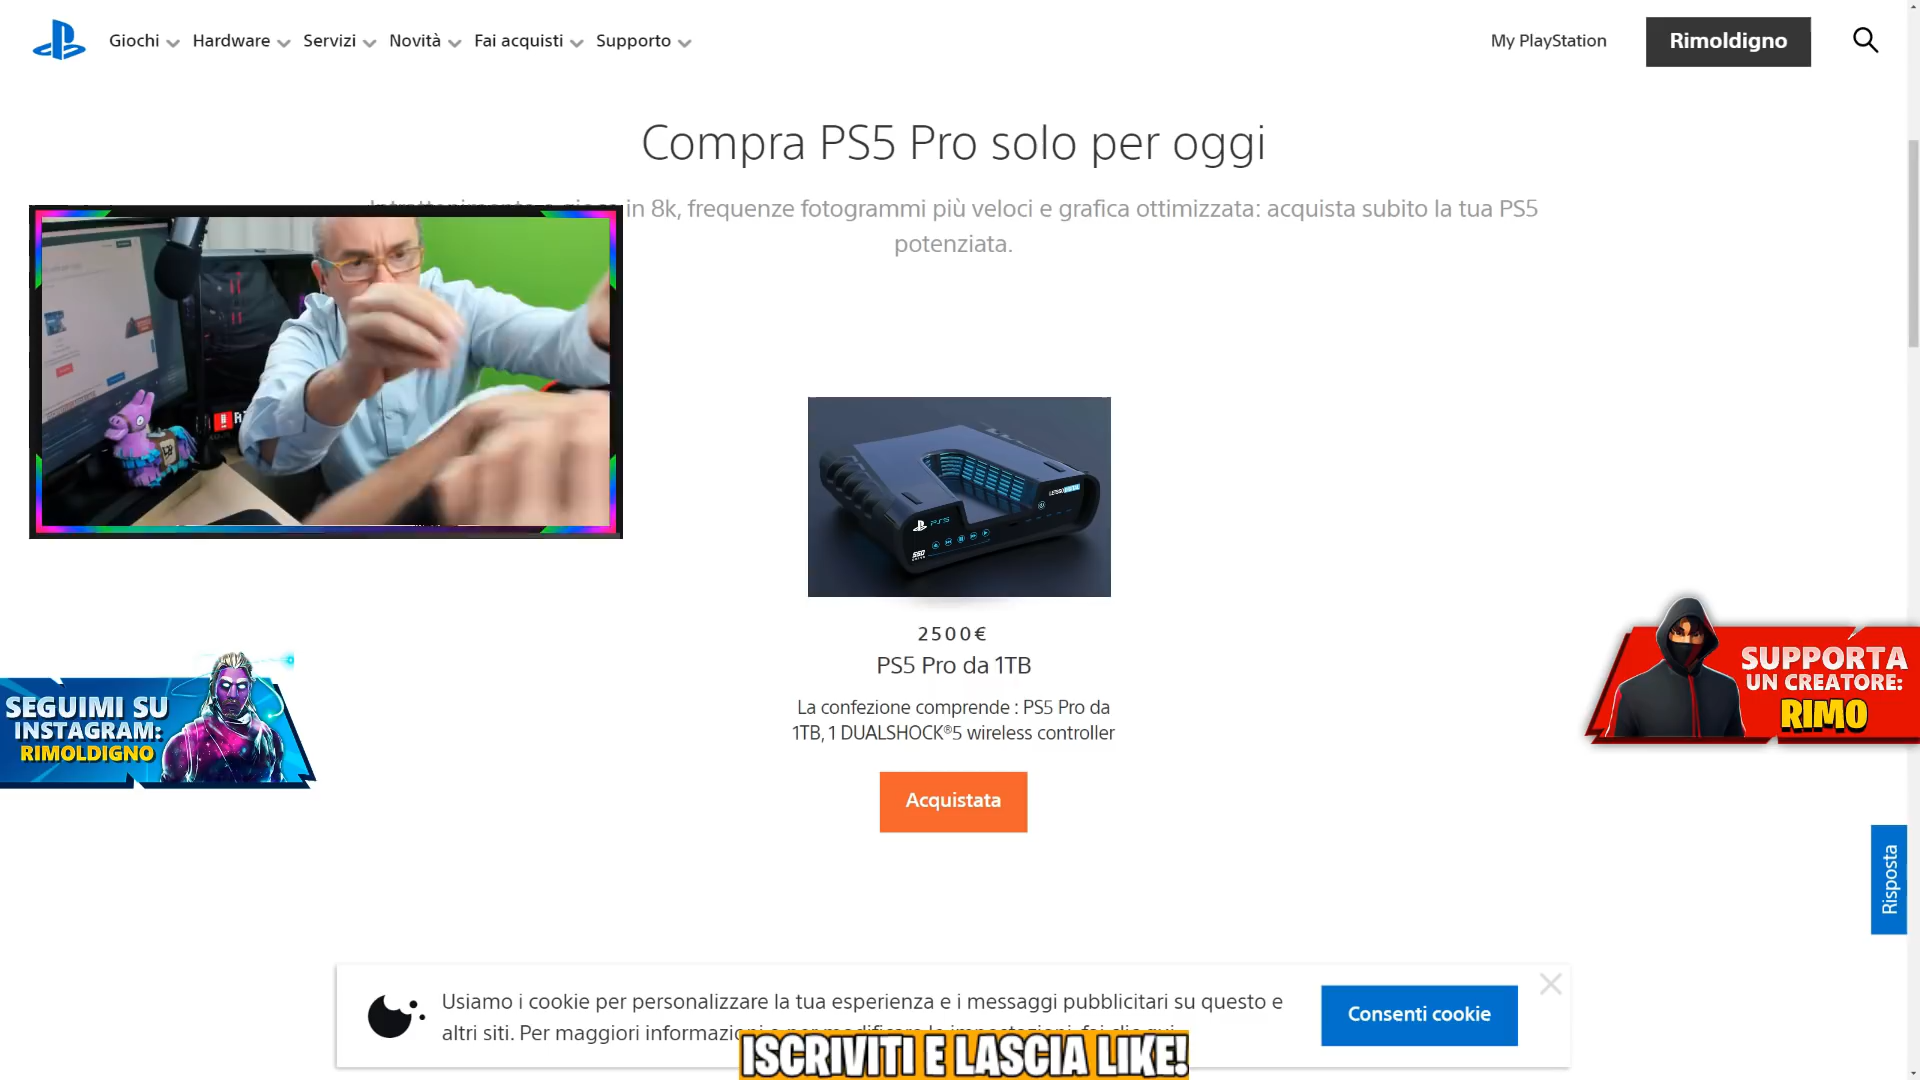 Giochi Hardware Servizi Novità Fai acquisti Supporto
My PlayStation
Rimoldigno
Compra PS5 Pro solo per oggi
in 8k, frequenze fotogrammi più veloci e grafica ottimizzata: acquista subito la tua PS5
potenziata.
PS5
SSD
2500€
PS5 Pro da 1TB
La confezione comprende : PS5 Pro da
1TB, 1 DUALSHOCK®5 wireless controller
Acquistata
SEGUIMI SU
INSTAGRAM:
RIMOLDIGNO
SUPPORTA
UN CREATORE:
RIMO
Risposta
Usiamo i cookie per personalizzare la tua esperienza e i messaggi pubblicitari su questo e
altri siti. Per maggiori informazioni
Consenti cookie
ISCRIVITI E LASCIA LIKE!